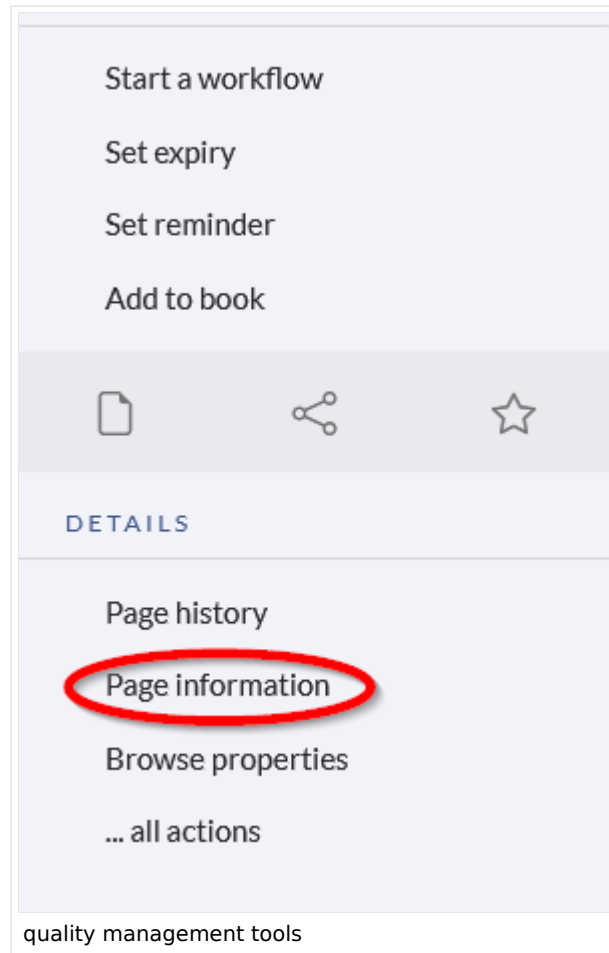 Start a workflow
Set expiry
Set reminder
Add to book
DETAILS
Page history
Page information
Browse properties
... all actions
quality management tools